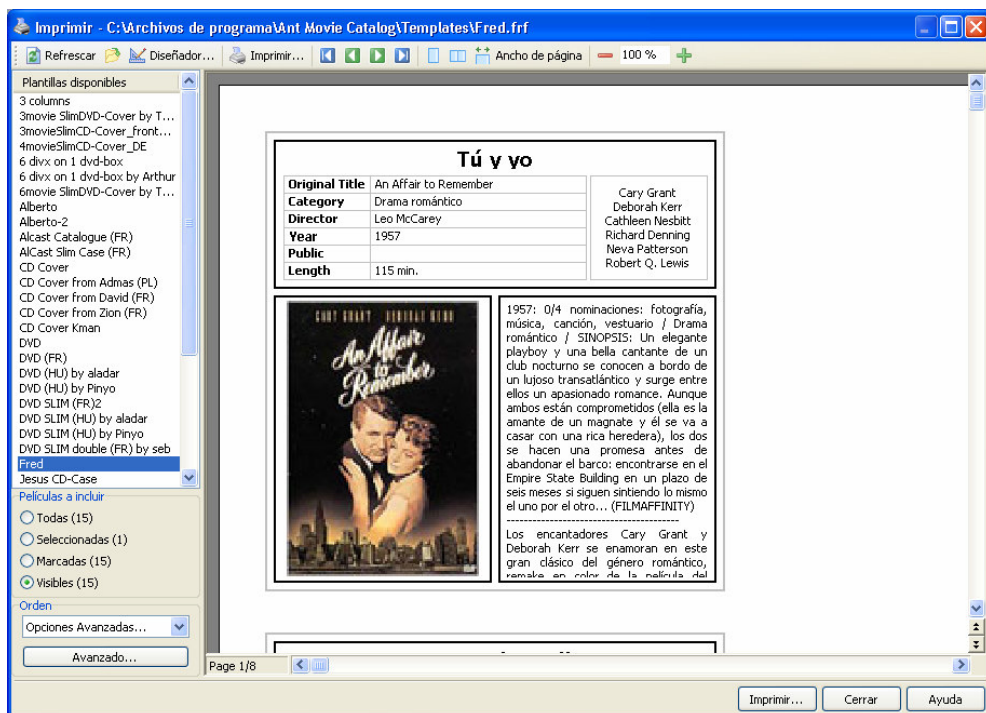 Imprimir - C:\Archivos de programa\Ant Movie Catalog\Templates\Fred.frf
Refrescar Diseñador... Imprimir... Ancho de página 100 %
Plantillas disponibles
3 columns
3movie SlimDVD-Cover by T...
3movieSlimCD-Cover_front...
4movieSlimCD-Cover_DE
6 divx on 1 dvd-box
6 divx on 1 dvd-box by Arthur
6movie SlimDVD-Cover by T...
Alberto
Alberto-2
Alcast Catalogue (FR)
AlCast Slim Case (FR)
CD Cover
CD Cover from Admas (PL)
CD Cover from David (FR)
CD Cover from Zion (FR)
CD Cover Kman
DVD
DVD (FR)
DVD (HU) by aladar
DVD (HU) by Pinyo
DVD SLIM (FR)2
DVD SLIM (HU) by aladar
DVD SLIM (HU) by Pinyo
DVD SLIM double (FR) by seb
Fred
Jesus CD-Case
Películas a incluir
Todas (15)
Seleccionadas (1)
Marcadas (15)
Visibles (15)
Orden
Opciones Avanzadas...
Avanzado...
Tú y yo
Original Title An Affair to Remember
Category Drama romántico
Director Leo McCarey
Year 1957
Public
Length 115 min.
Cary Grant
Deborah Kerr
Cathleen Nesbitt
Richard Denning
Neva Patterson
Robert Q. Lewis
CARY GRANT DEBORAH KERR
An Affair
to
Remember
1957: 0/4 nominaciones: fotografía,
música, canción, vestuario / Drama
romántico / SINOPSIS: Un elegante
playboy y una bella cantante de un
club nocturno se conocen a bordo de
un lujoso transatlántico y surge entre
ellos un apasionado romance. Aunque
ambos están comprometidos (ella es la
amante de un magnate y él se va a
casar con una rica heredera), los dos
se hacen una promesa antes de
abandonar el barco: encontrarse en el
Empire State Building en un plazo de
seis meses si siguen sintiendo lo mismo
el uno por el otro... (FILMAFFINITY)
----------------------------------------
Los encantadores Cary Grant y
Deborah Kerr se enamoran en este
gran clásico del género romántico,
remake en color de la película del
Page 1/8
Imprimir... Cerrar Ayuda